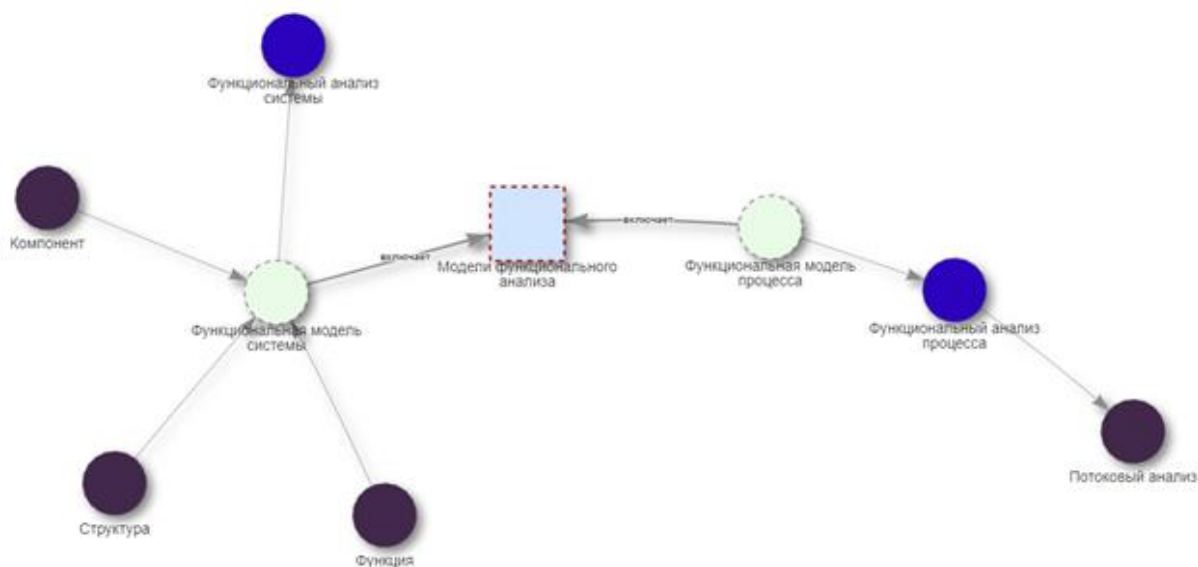 Функциональный анализ
системы
Компонент
включает
включает
Модели функционального
анализа
Функциональная модель
процесса
Функциональная модель
системы
Функциональный анализ
процесса
Потоковый анализ
Структура
Функция